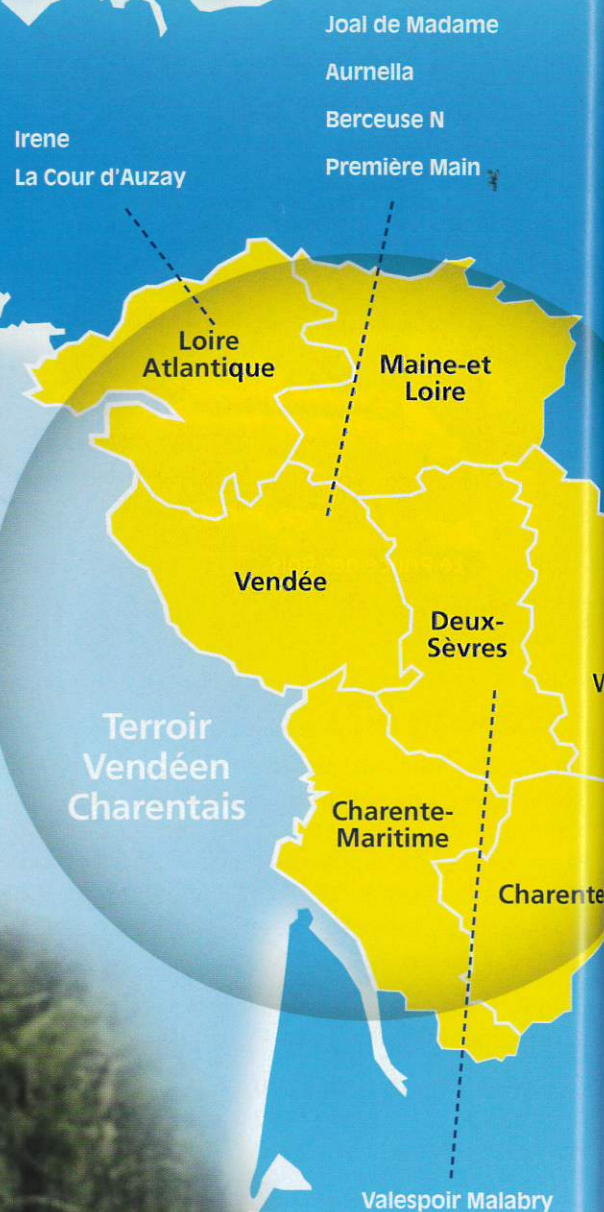 Joal de Madame
Aurnella
Berceuse N
Première Main
Irene
La Cour d'Auzay
Loire
Atlantique
Maine-et
Loire
Vendée
Deux-
Sèvres
V
Terroir
Vendéen
Charentais
Charente-
Maritime
Charente
Valespoir Malabry